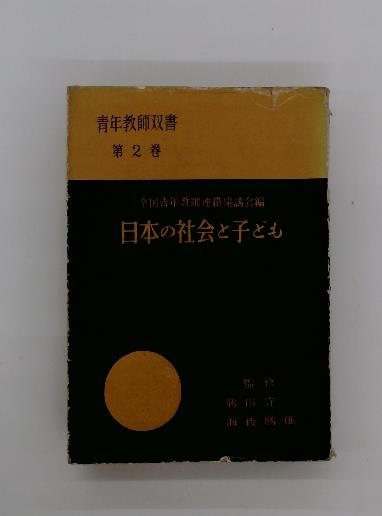 青年教師双書
第2巻
全国青年教師連絡協議会編
日本の社会と子ども
監修
勝田守一
海後勝雄